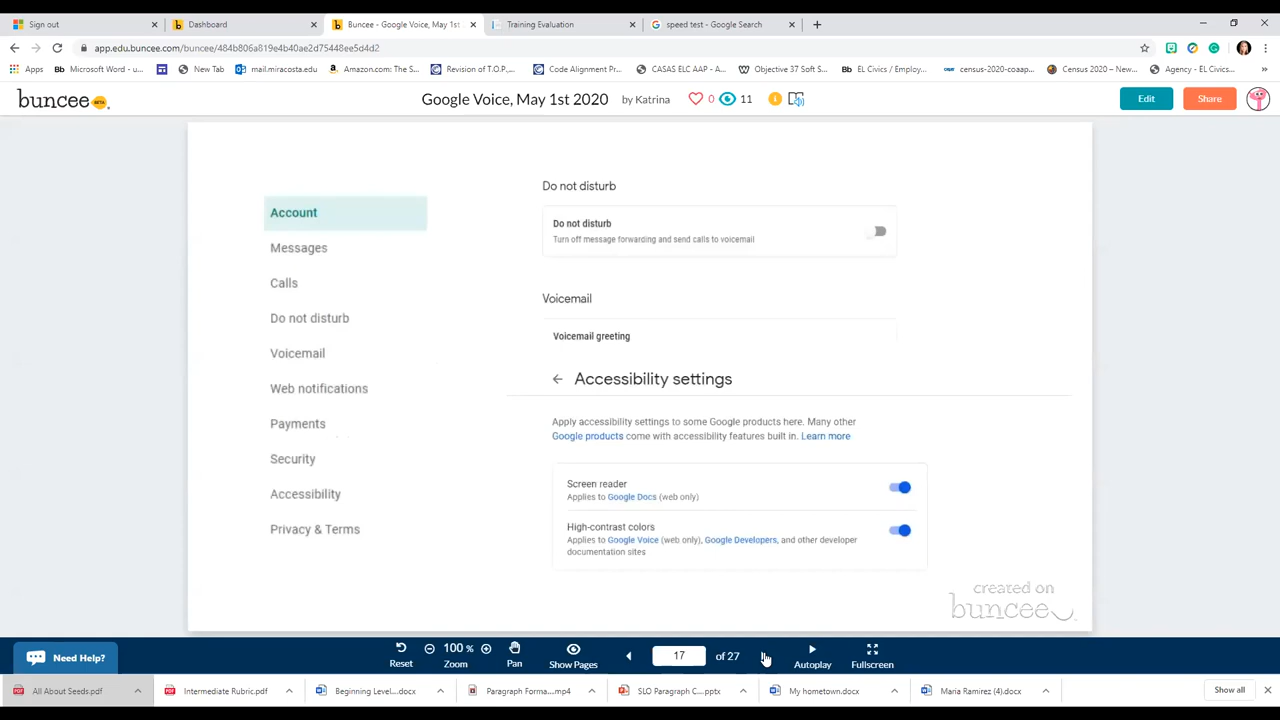 Sign out
Dashboard
Buncee - Google Voice, May 1st
Training Evaluation
speed test - Google Search
app.edu.buncee.com/buncee/484b806a819e4b40ae2d75448ee5d4d2
Apps
Microsoft Word - u...
New Tab
mail.miracosta.edu
Amazon.com: The S...
Revision of T.O.P,...
Code Alignment Pr...
CASAS ELC AAP - A...
Objective 37 Soft S...
EL Civics / Employ...
census-2020-coaap...
Census 2020 – New...
Agency - EL Civics...
buncee BETA
Google Voice, May 1st 2020
by Katrina
0
11
Edit
Share
Account
Messages
Calls
Do not disturb
Voicemail
Web notifications
Payments
Security
Accessibility
Privacy & Terms
Do not disturb
Do not disturb
Turn off message forwarding and send calls to voicemail
Voicemail
Voicemail greeting
Accessibility settings
Apply accessibility settings to some Google products here. Many other
Google products come with accessibility features built in. Learn more
Screen reader
Applies to Google Docs (web only)
High-contrast colors
Applies to Google Voice (web only), Google Developers, and other developer
documentation sites
created on
buncee
Need Help?
Reset
100 %
Zoom
Pan
Show Pages
17
of 27
Autoplay
Fullscreen
All About Seeds.pdf
Intermediate Rubric.pdf
Beginning Level....docx
Paragraph Forma....mp4
SLO Paragraph C....pptx
My hometown.docx
Maria Ramirez (4).docx
Show all